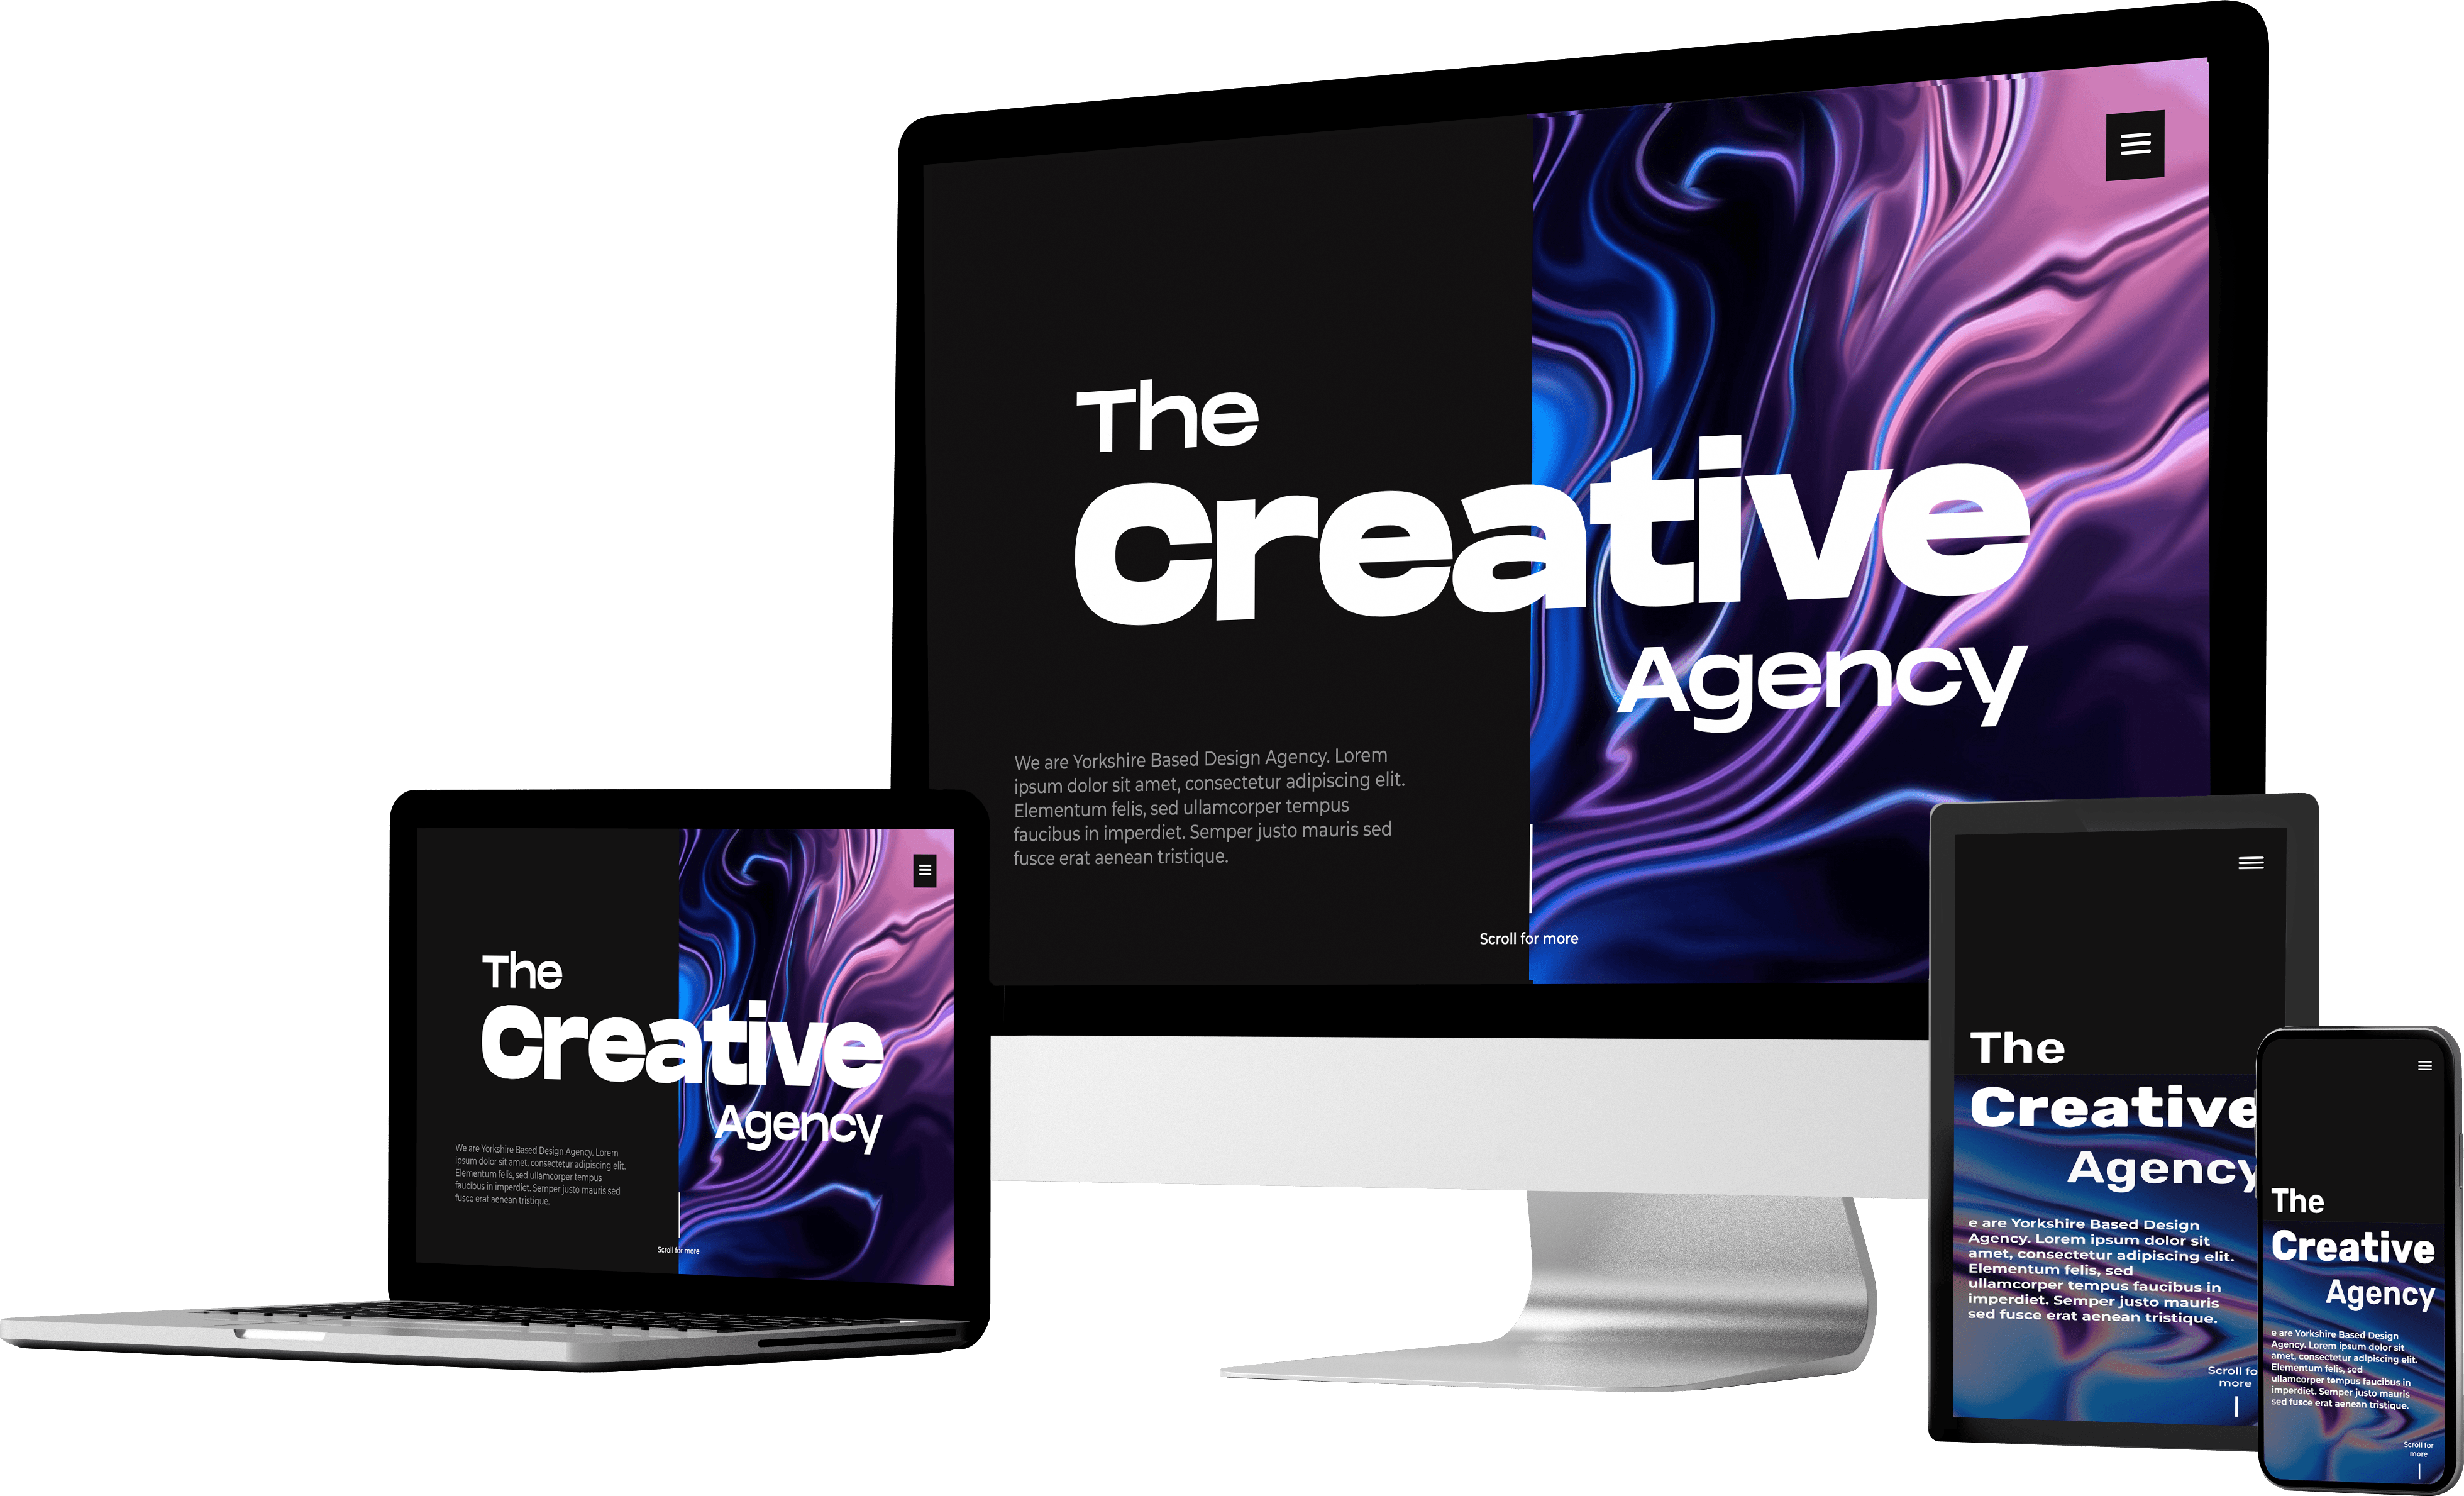 The
Creative
Agency
We are Yorkshire Based Design Agency. Lorem
ipsum dolor sit amet, consectetur adipiscing elit.
Elementum felis, sed ullamcorper tempus
faucibus in imperdiet. Semper justo mauris sed
fusce erat aenean tristique.
Scroll for more
The
Creative
Agency
We are Yorkshire Based Design Agency. Lorem
ipsum dolor sit amet, consectetur adipiscing elit.
Elementum felis, sed ullamcorper tempus
faucibus in imperdiet. Semper justo mauris sed
fusce erat aenean tristique.
Scroll for more
The
Creative
Agency
e are Yorkshire Based Design
Agency. Lorem ipsum dolor sit
amet, consectetur adipiscing elit.
Elementum felis, sed
ullamcorper tempus faucibus in
imperdiet. Semper justo mauris
sed fusce erat aenean tristique.
Scroll fo
more
The
Creative
Agency
e are Yorkshire Based Design
Agency. Lorem ipsum dolor sit
amet, consectetur adipiscing elit.
Elementum felis, sed
ullamcorper tempus faucibus in
imperdiet. Semper justo mauris
sed fusce erat aenean tristique.
Scroll for
more